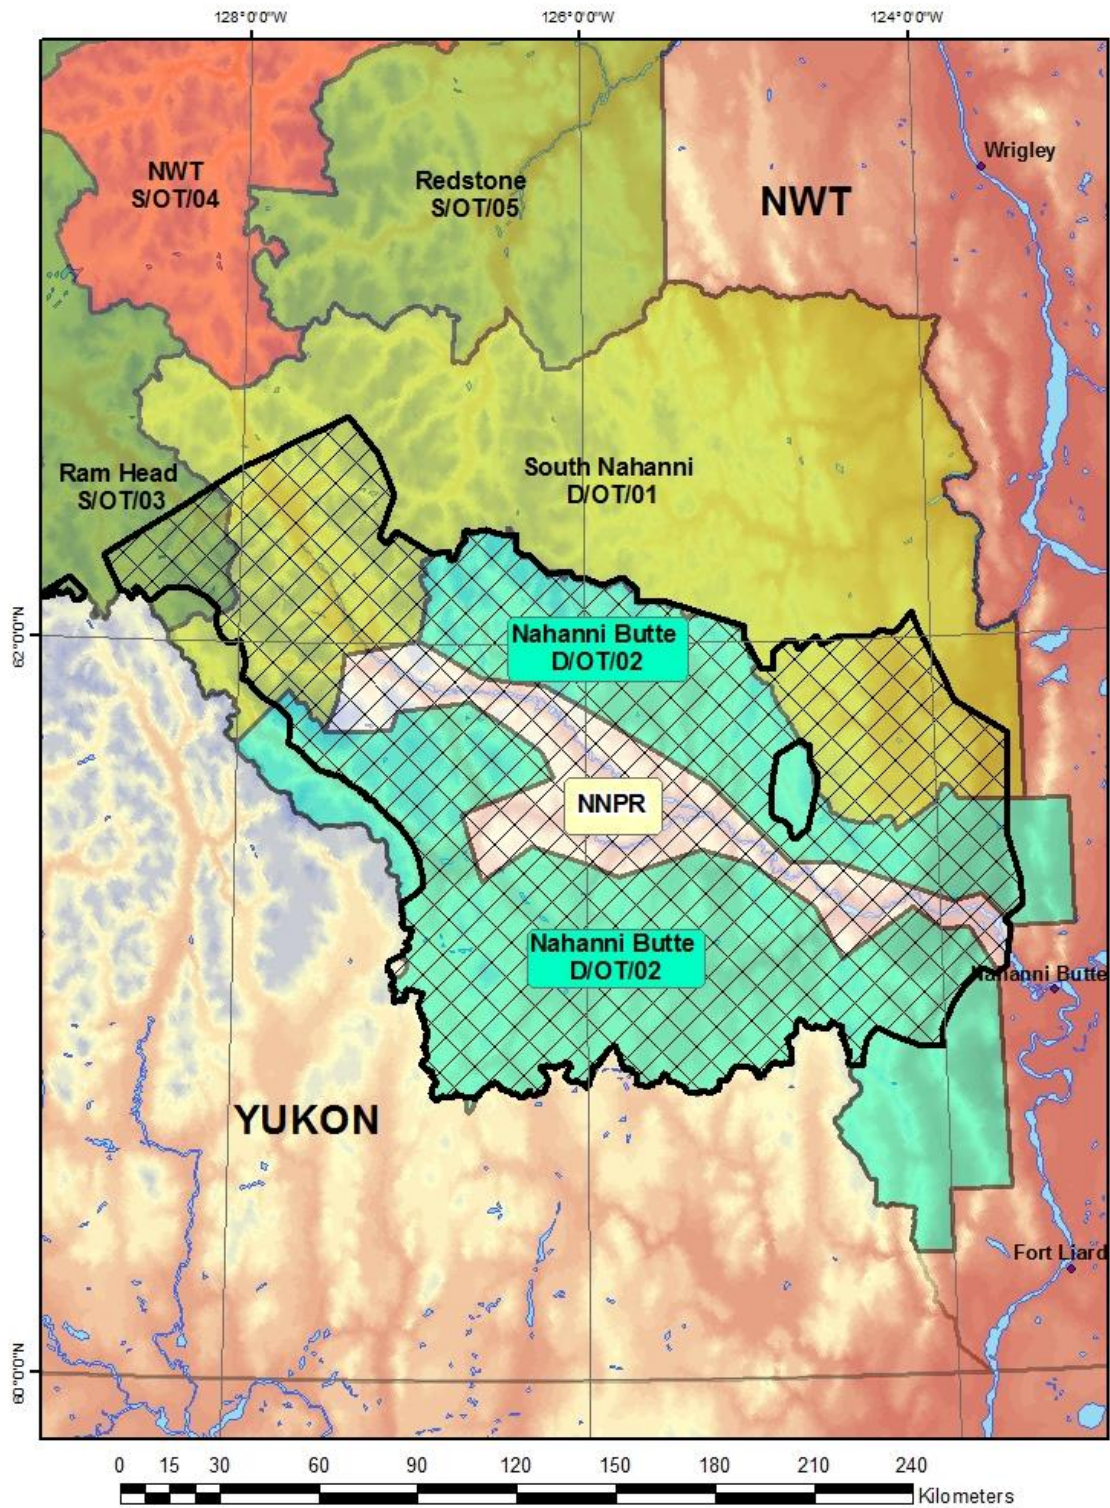 128°0'0"W 126°0'0"W 124°0'0"W
Wrigley
NWT
S/OT/04
Redstone
S/OT/05
NWT
Ram Head
S/OT/03
South Nahanni
D/OT/01
62°0'0"N
Nahanni Butte
D/OT/02
NNPR
Nahanni Butte
D/OT/02
Nahanni Butte
YUKON
Fort Liard
60°0'0"N
0 15 30 60 90 120 150 180 210 240
Kilometers